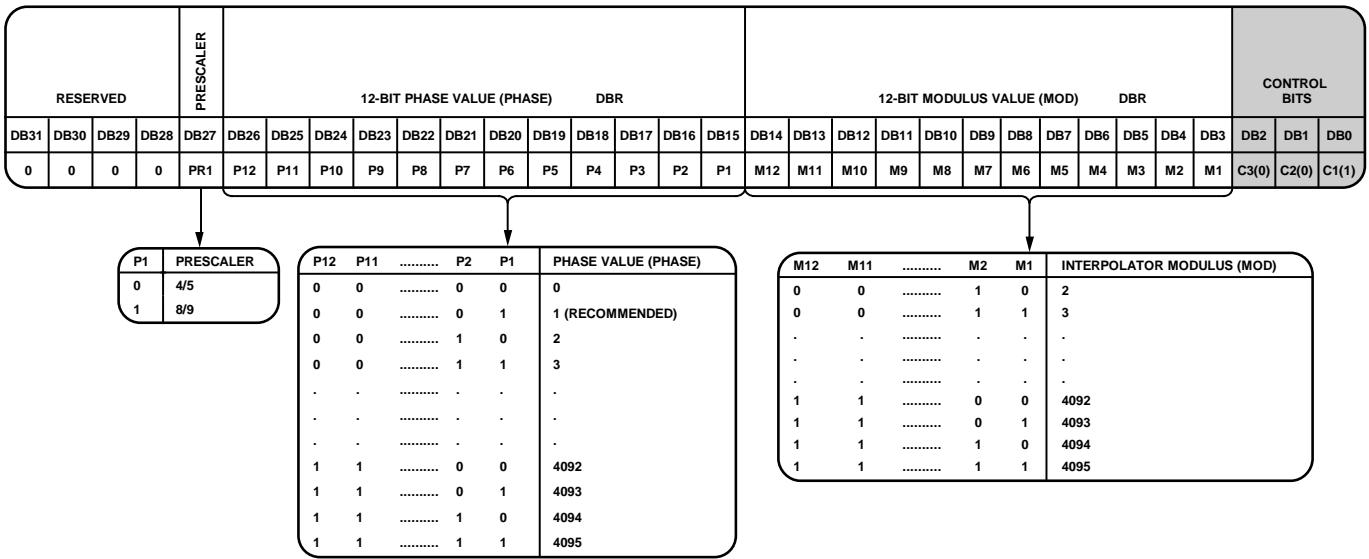 RESERVED PRESCALER 12-BIT PHASE VALUE (PHASE) DBR 12-BIT MODULUS VALUE (MOD) DBR CONTROL BITS
DB31 DB30 DB29 DB28 DB27 DB26 DB25 DB24 DB23 DB22 DB21 DB20 DB19 DB18 DB17 DB16 DB15 DB14 DB13 DB12 DB11 DB10 DB9 DB8 DB7 DB6 DB5 DB4 DB3 DB2 DB1 DB0
0 0 0 0 PR1 P12 P11 P10 P9 P8 P7 P6 P5 P4 P3 P2 P1 M12 M11 M10 M9 M8 M7 M6 M5 M4 M3 M2 M1 C3(0) C2(0) C1(1)
P1 PRESCALER
0 4/5
1 8/9
P12 P11 .......... P2 P1 PHASE VALUE (PHASE)
0 0 .......... 0 0 0
0 0 .......... 0 1 1 (RECOMMENDED)
0 0 .......... 1 0 2
0 0 .......... 1 1 3
. . .......... . . .
. . .......... . . .
. . .......... . . .
1 1 .......... 0 0 4092
1 1 .......... 0 1 4093
1 1 .......... 1 0 4094
1 1 .......... 1 1 4095
M12 M11 .......... M2 M1 INTERPOLATOR MODULUS (MOD)
0 0 .......... 1 0 2
0 0 .......... 1 1 3
. . .......... . . .
. . .......... . . .
. . .......... . . .
1 1 .......... 0 0 4092
1 1 .......... 0 1 4093
1 1 .......... 1 0 4094
1 1 .......... 1 1 4095